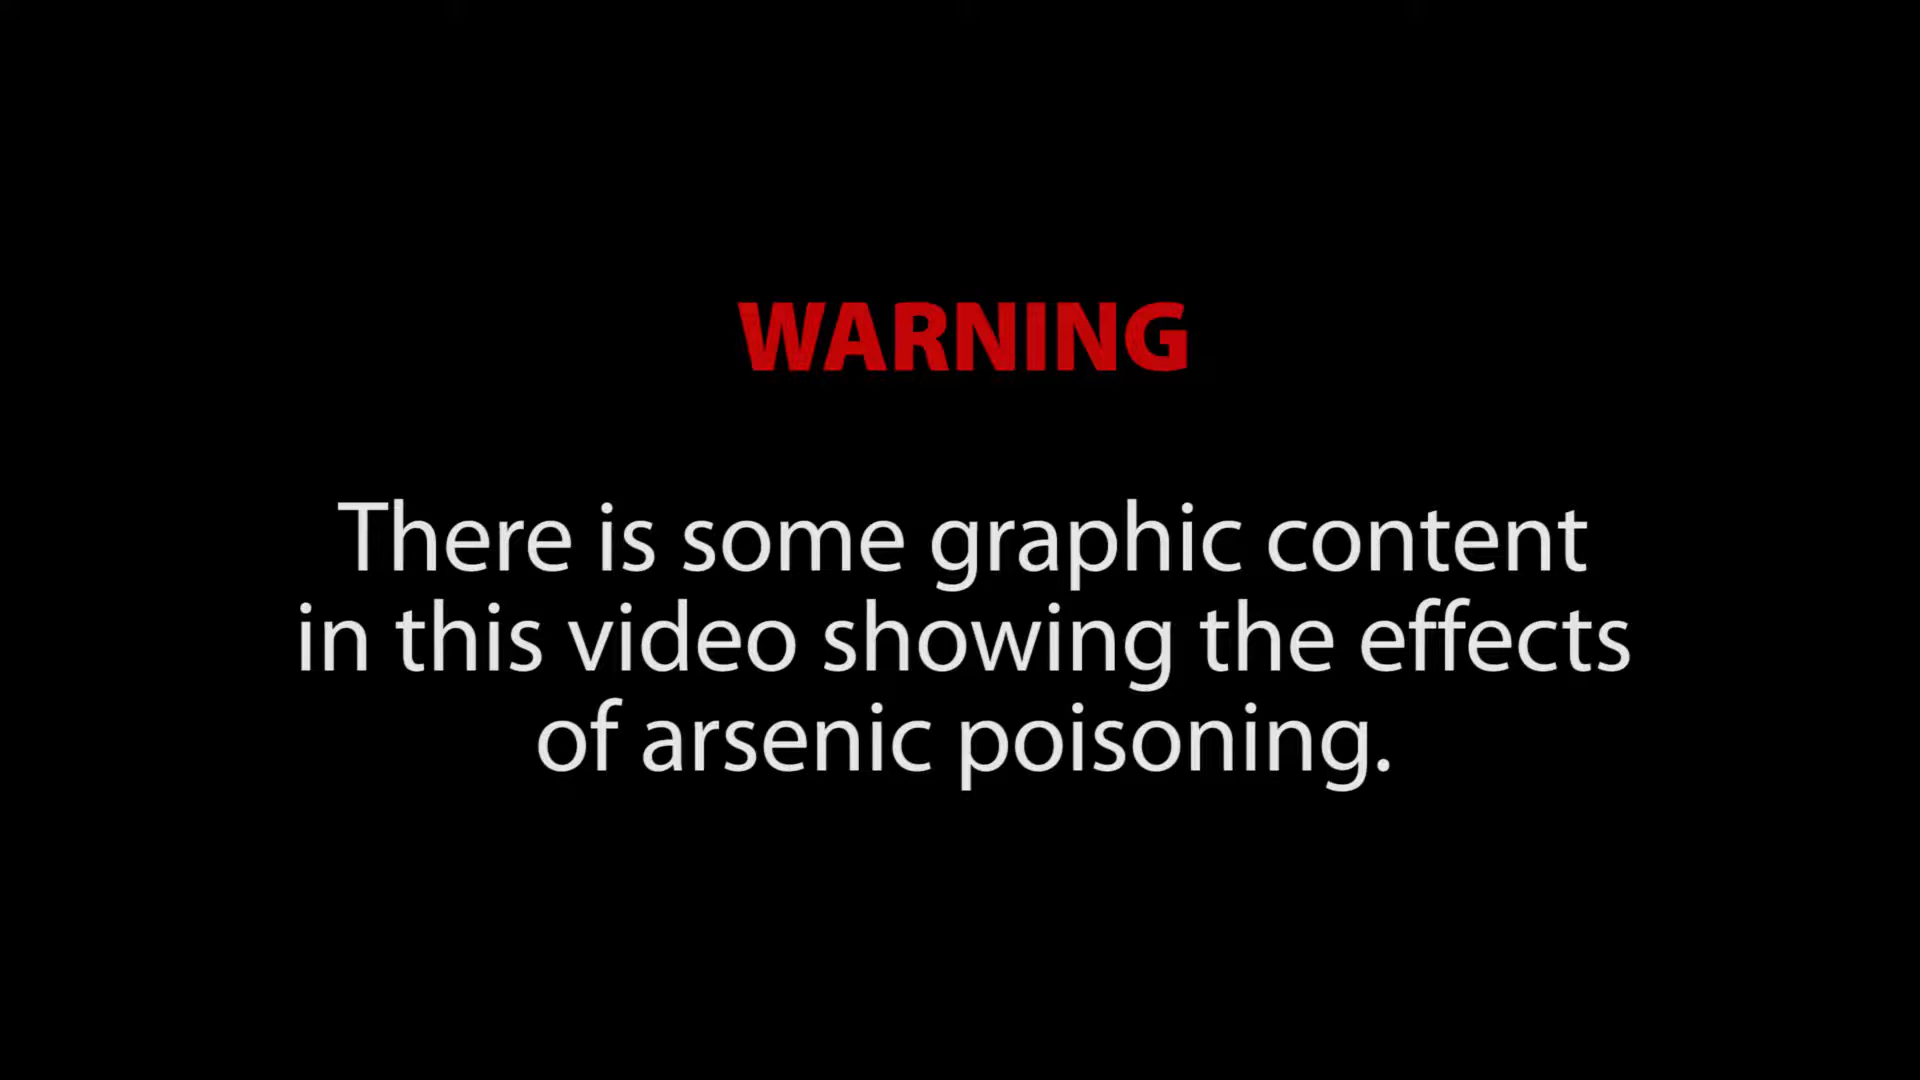 WARNING
There is some graphic content
in this video showing the effects
of arsenic poisoning.